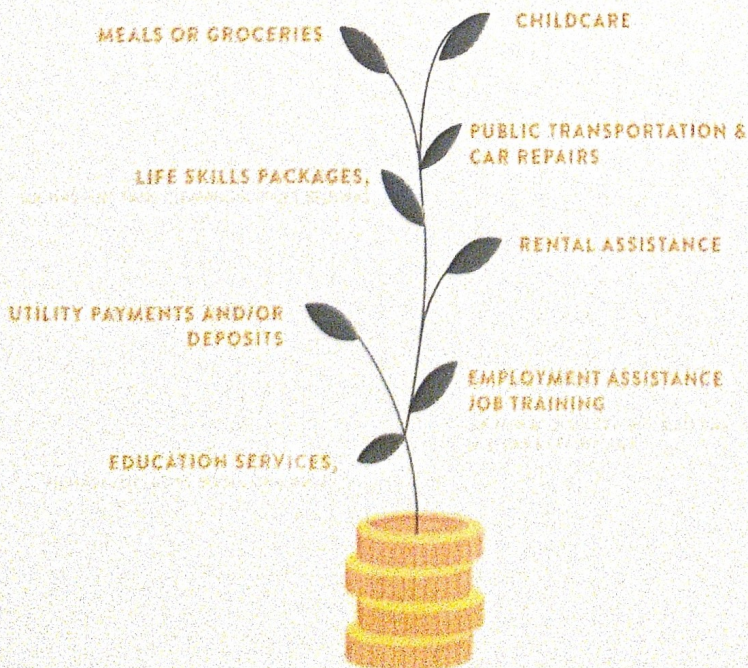 MEALS OR GROCERIES
CHILDCARE
PUBLIC TRANSPORTATION &
CAR REPAIRS
LIFE SKILLS PACKAGES,
RENTAL ASSISTANCE
UTILITY PAYMENTS AND/OR
DEPOSITS
EMPLOYMENT ASSISTANCE
JOB TRAINING
EDUCATION SERVICES,